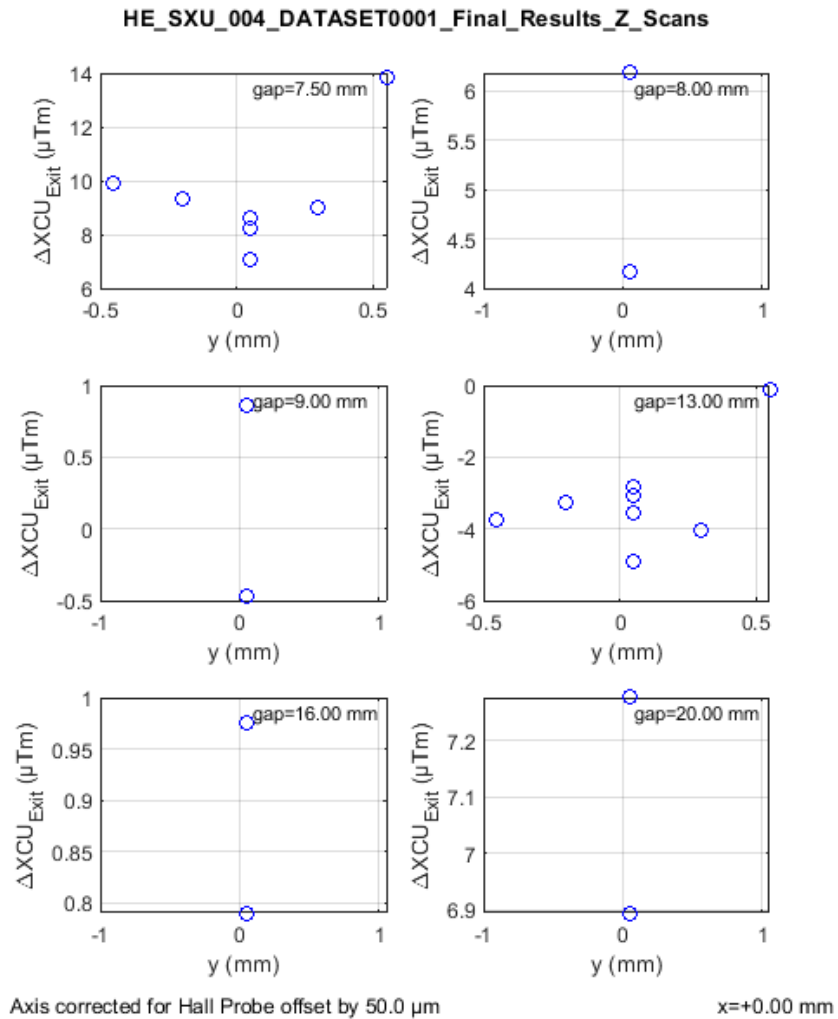 HE_SXU_004_DATASET0001_Final_Results_Z_Scans
gap=7.50 mm
14
12
10
8
6
-0.5
0
0.5
ΔXCU_Exit (μTm)
y (mm)
gap=8.00 mm
6
5.5
5
4.5
4
-1
0
1
ΔXCU_Exit (μTm)
y (mm)
gap=9.00 mm
1
0.5
0
-0.5
-1
0
1
ΔXCU_Exit (μTm)
y (mm)
gap=13.00 mm
0
-2
-4
-6
-0.5
0
0.5
ΔXCU_Exit (μTm)
y (mm)
gap=16.00 mm
1
0.95
0.9
0.85
0.8
-1
0
1
ΔXCU_Exit (μTm)
y (mm)
gap=20.00 mm
7.2
7.1
7
6.9
-1
0
1
ΔXCU_Exit (μTm)
y (mm)
Axis corrected for Hall Probe offset by 50.0 μm
x=+0.00 mm